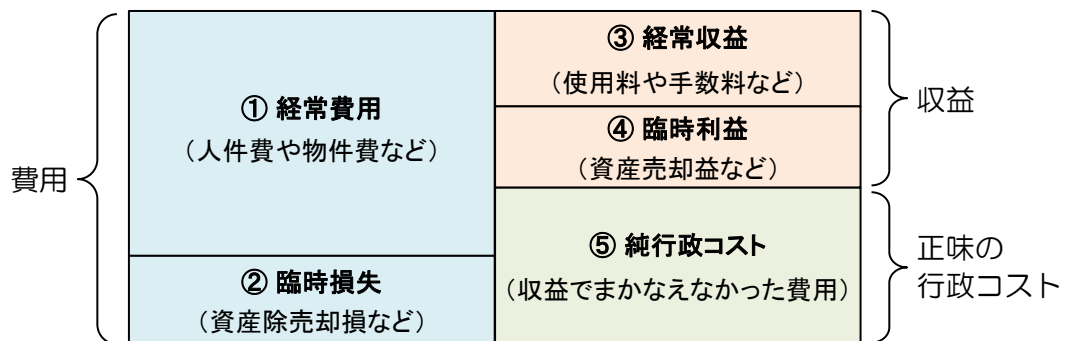 費用
① 経常費用
（人件費や物件費など）
② 臨時損失
（資産除売却損など）
③ 経常収益
（使用料や手数料など）
④ 臨時利益
（資産売却益など）
⑤ 純行政コスト
（収益でまかなえなかった費用）
収益
正味の
行政コスト